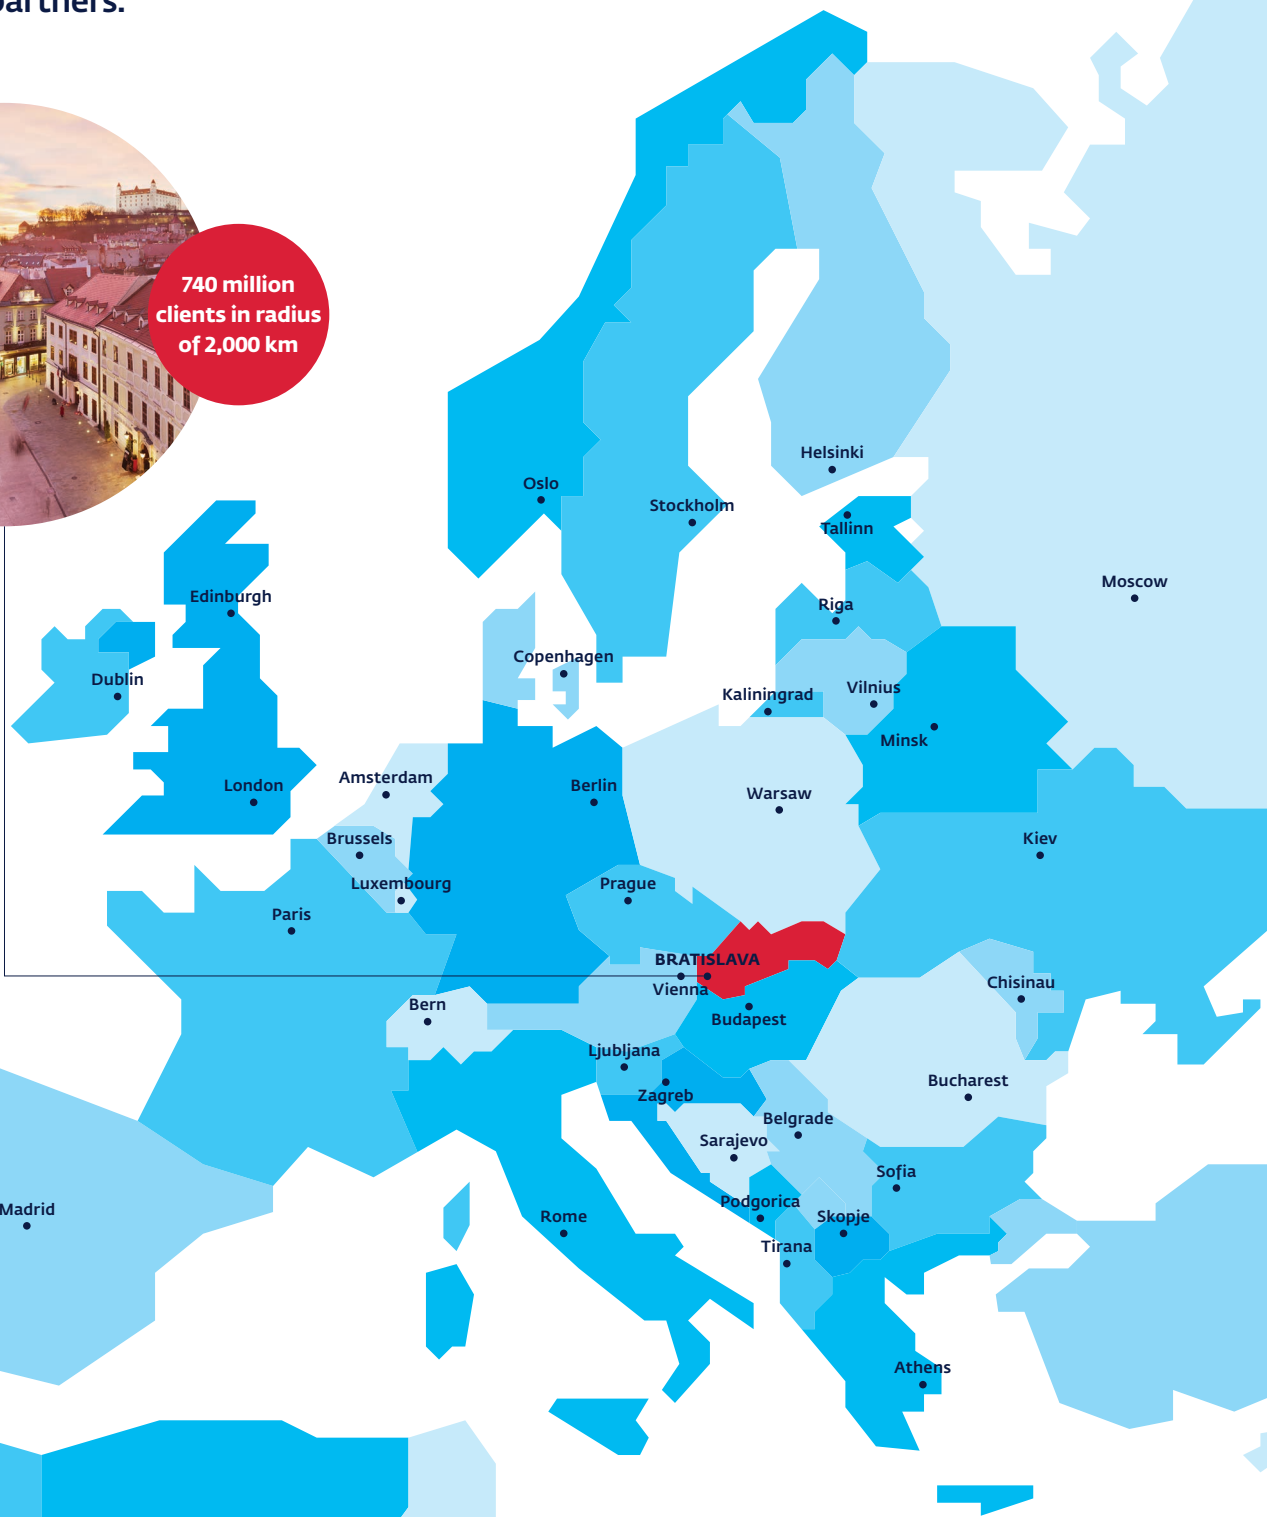 partners.
740 million
clients in radius
of 2,000 km
Helsinki
Oslo
Stockholm
Tallinn
Moscow
Edinburgh
Riga
Copenhagen
Dublin
Vilnius
Kaliningrad
Minsk
Amsterdam
London
Berlin
Warsaw
Brussels
Kiev
Luxembourg
Prague
Paris
BRATISLAVA
Vienna
Chisinau
Bern
Budapest
Ljubljana
Bucharest
Zagreb
Belgrade
Sarajevo
Sofia
Podgorica
Madrid
Rome
Skopje
Tirana
Athens